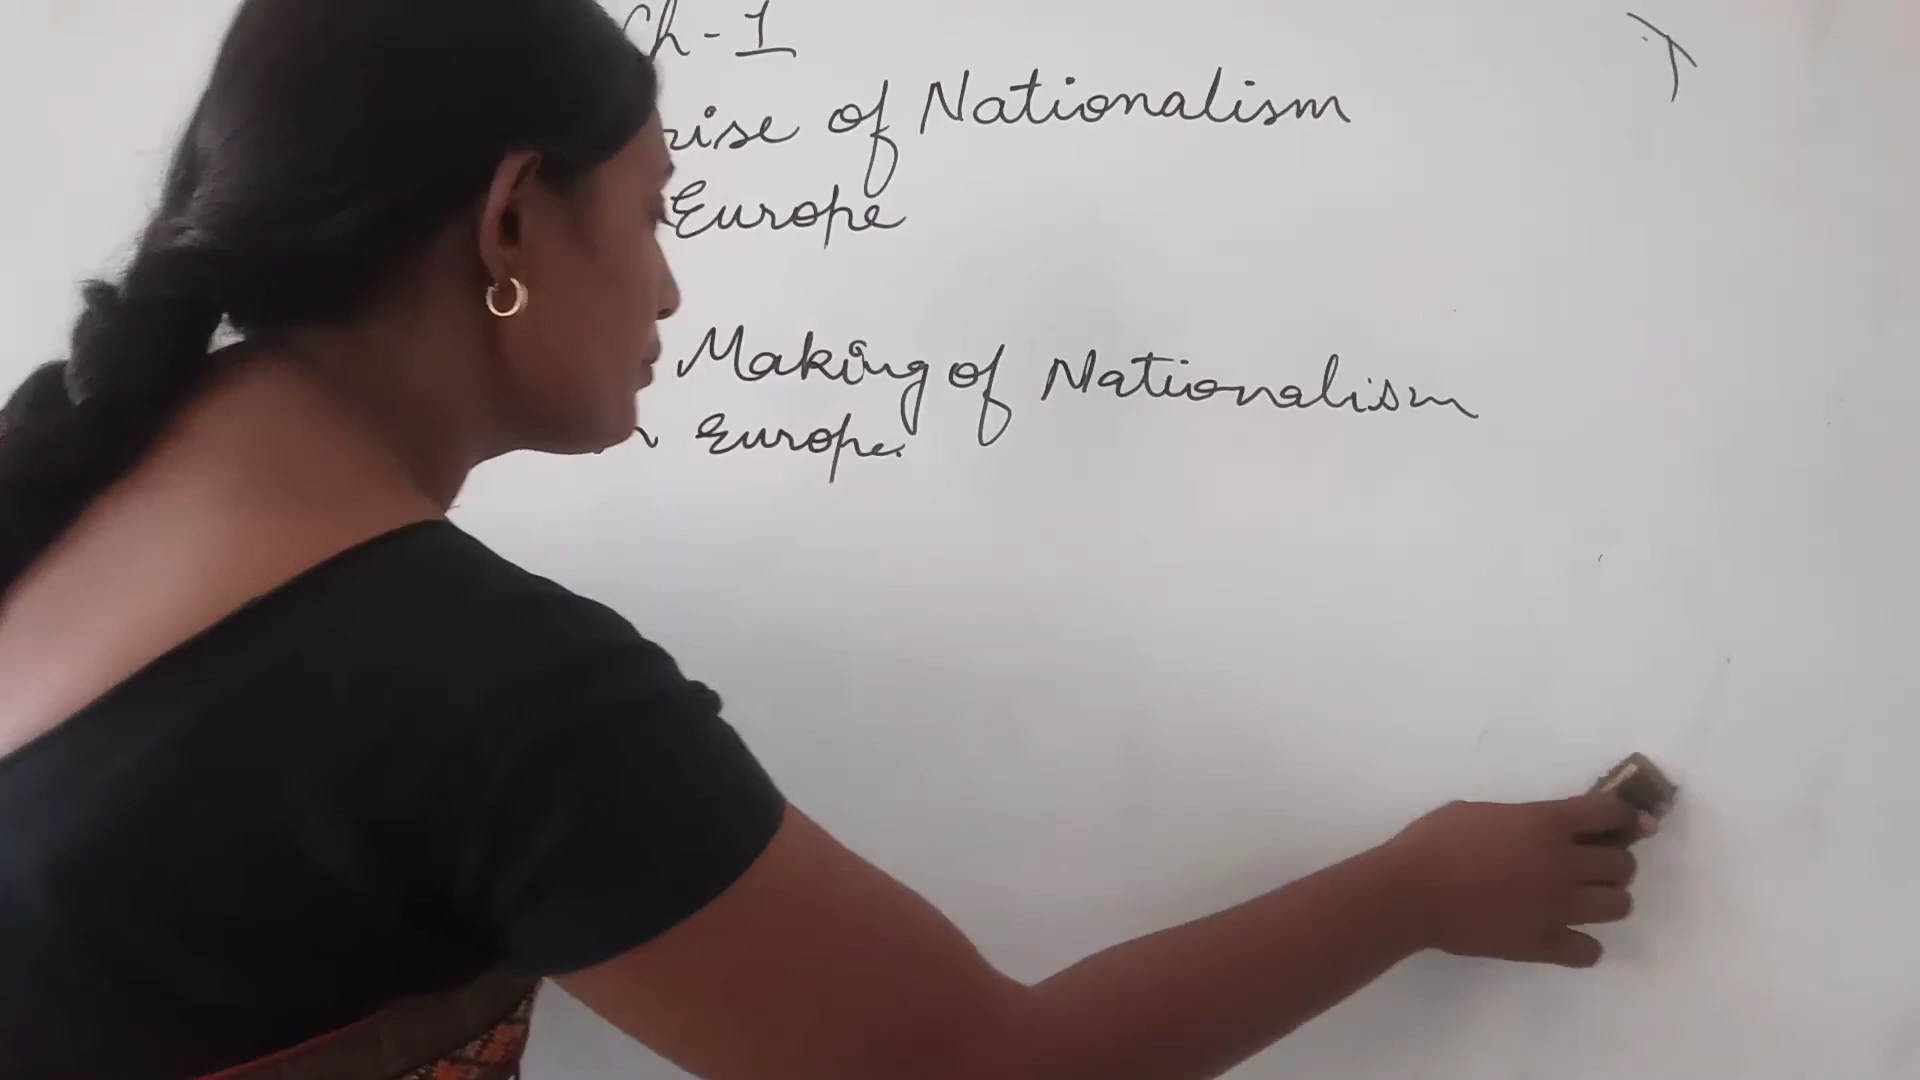 Ch-1
rise of Nationalism
Europe
Making of Nationalism
Europe.